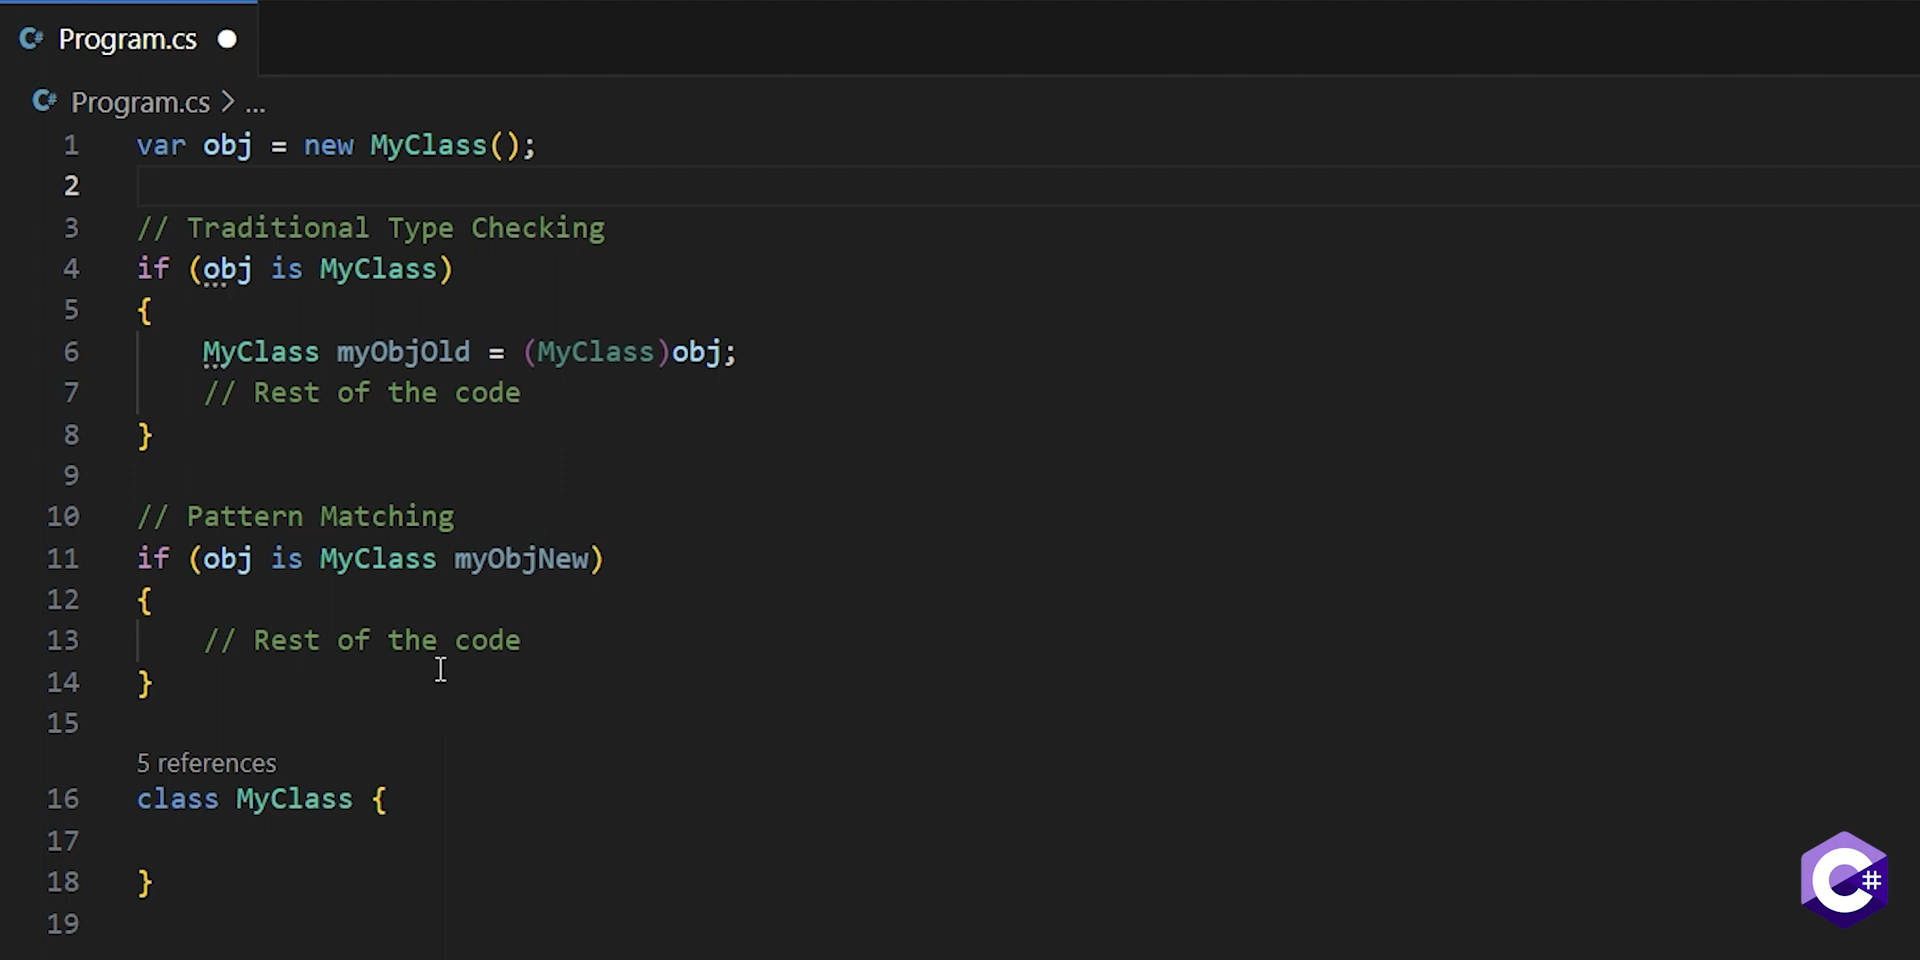 C# Program.cs
C# Program.cs > ...
1 var obj = new MyClass();
2
3 // Traditional Type Checking
4 if (obj is MyClass)
5 {
6     MyClass myObjOld = (MyClass)obj;
7     // Rest of the code
8 }
9
10 // Pattern Matching
11 if (obj is MyClass myObjNew)
12 {
13     // Rest of the code
14 }
15
5 references
16 class MyClass {
17
18 }
19
C#